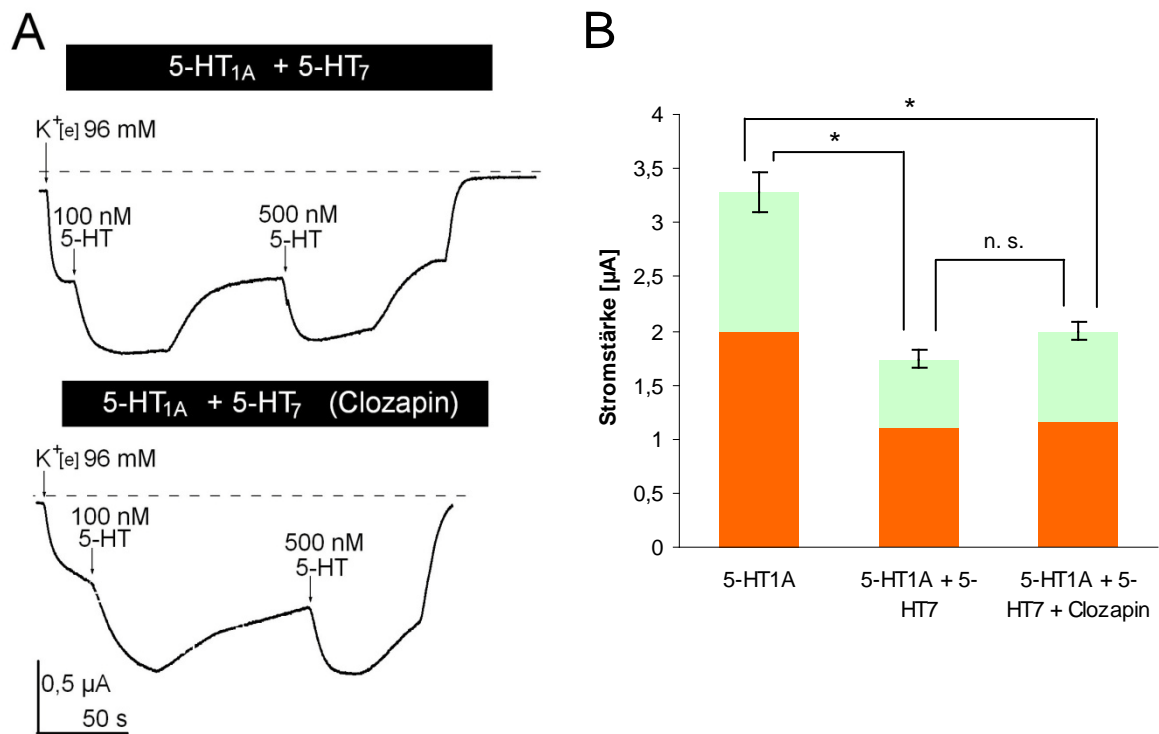 A
5-HT1A + 5-HT7
K+[e] 96 mM
100 nM
5-HT
500 nM
5-HT
5-HT1A + 5-HT7 (Clozapin)
K+[e] 96 mM
100 nM
5-HT
500 nM
5-HT
0,5 µA
50 s
B
Stromstärke [µA]
4
3,5
3
2,5
2
1,5
1
0,5
0
*
*
n. s.
5-HT1A
5-HT1A + 5-
HT7
5-HT1A + 5-
HT7 + Clozapin